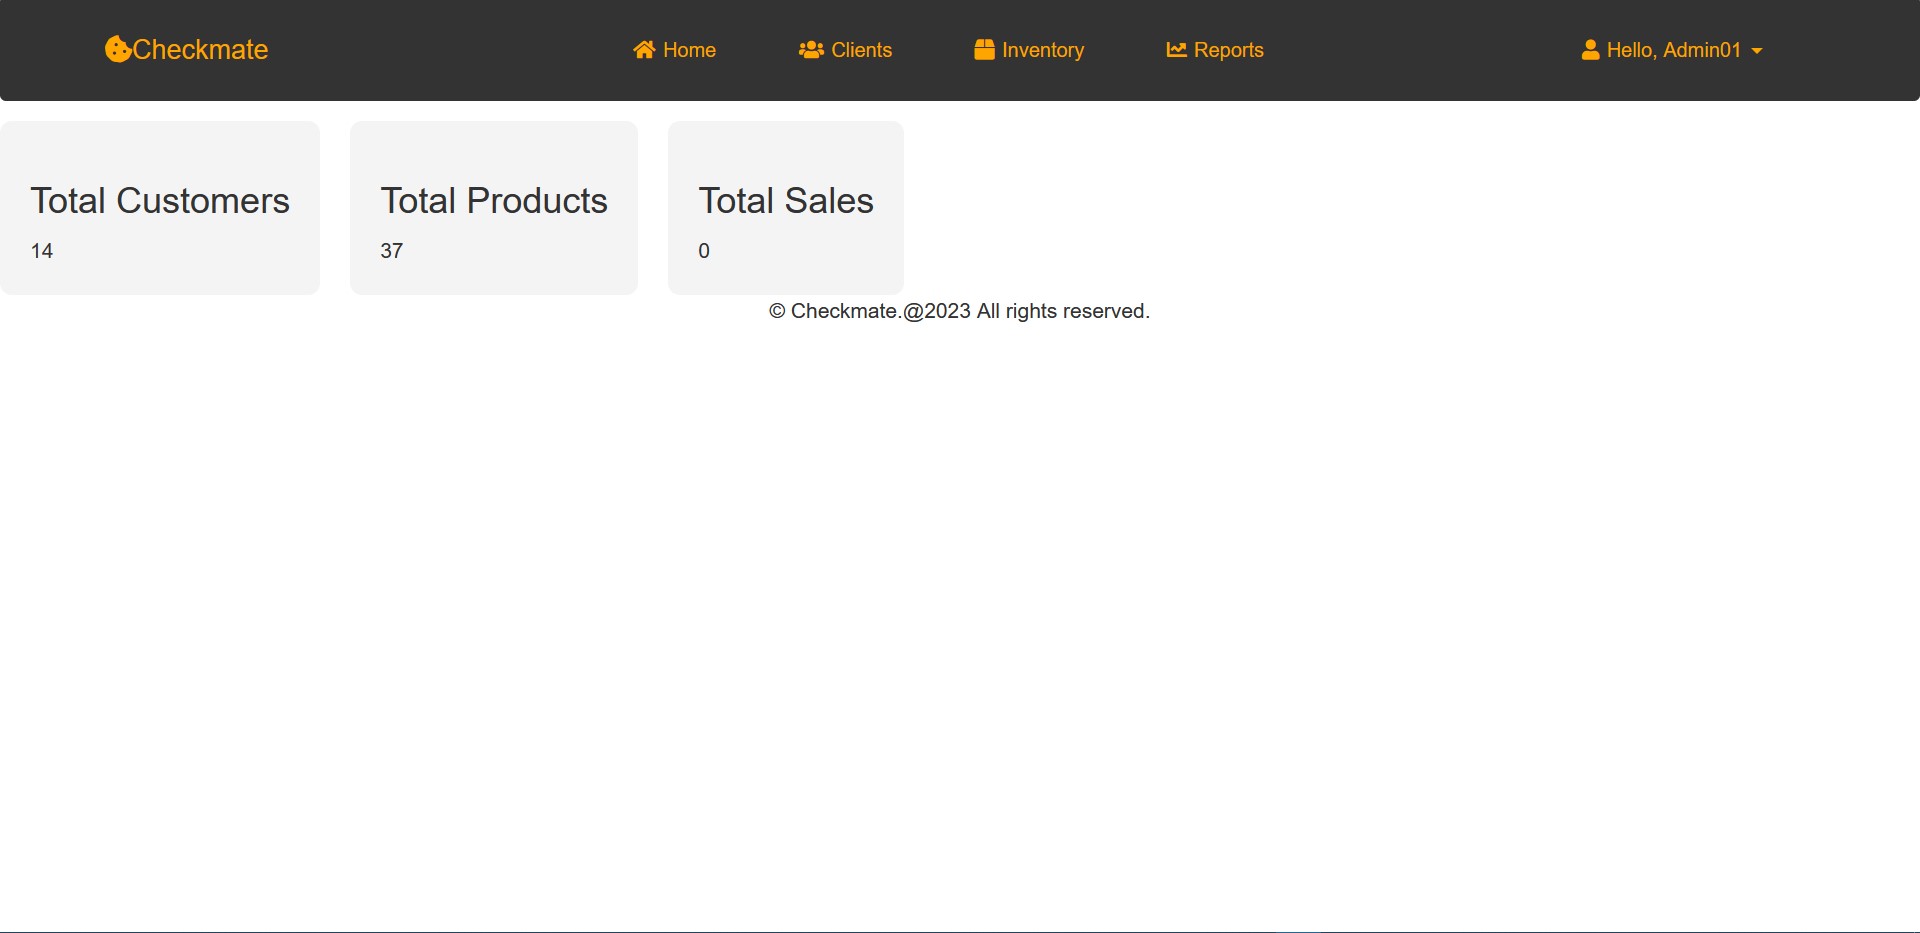 Checkmate Home Clients Inventory Reports Hello, Admin01
Total Customers
14
Total Products
37
Total Sales
0
© Checkmate.@2023 All rights reserved.